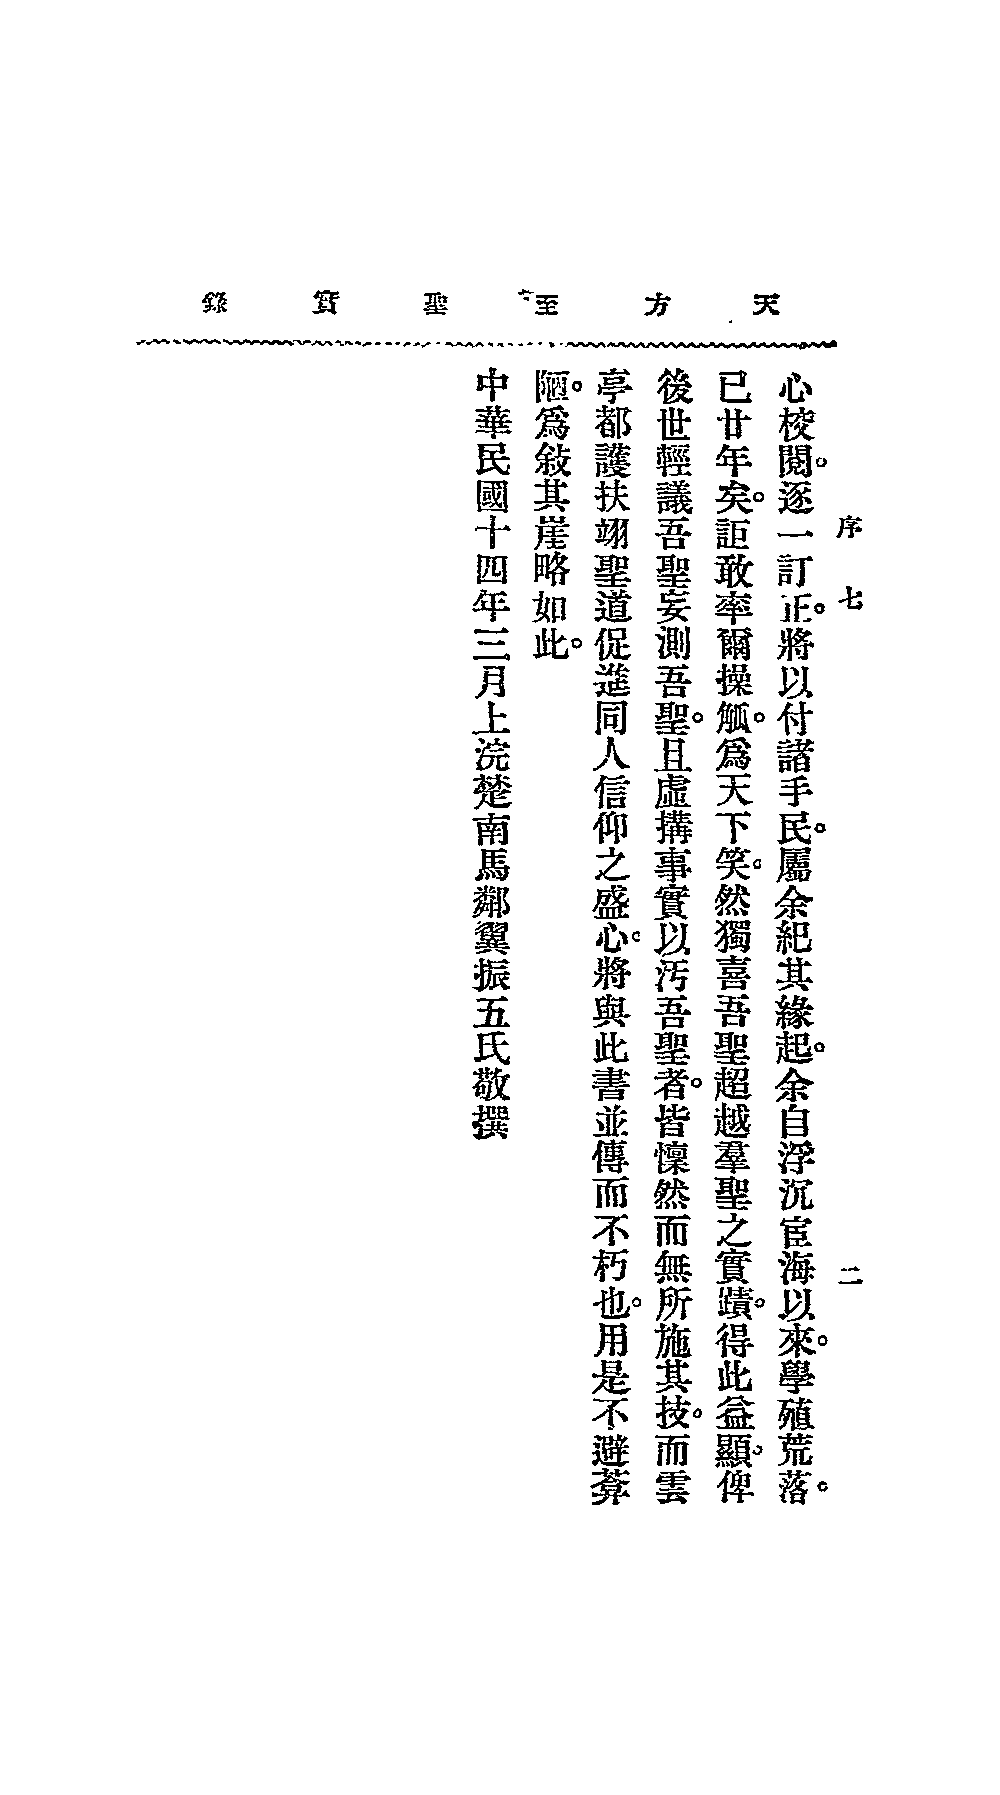 天方至聖實錄
序七 二
心校閱。逐一訂正。將以付諸手民。屬余紀其緣起。余自浮沉宦海以來。學殖荒落。
已廿年矣。詎敢率爾操觚。爲天下笑。然獨喜吾聖超越羣聖之實蹟。得此益顯。俾
後世輕議吾聖妄測吾聖。且虛搆事實以汚吾聖者。皆懍然而無所施其技。而雲
亭都護扶翊聖道促進同人信仰之盛心。將與此書並傳而不朽也。用是不避葬
陋。爲敍其崖略如此。
中華民國十四年三月上浣楚南馬鄰翼振五氏敬撰